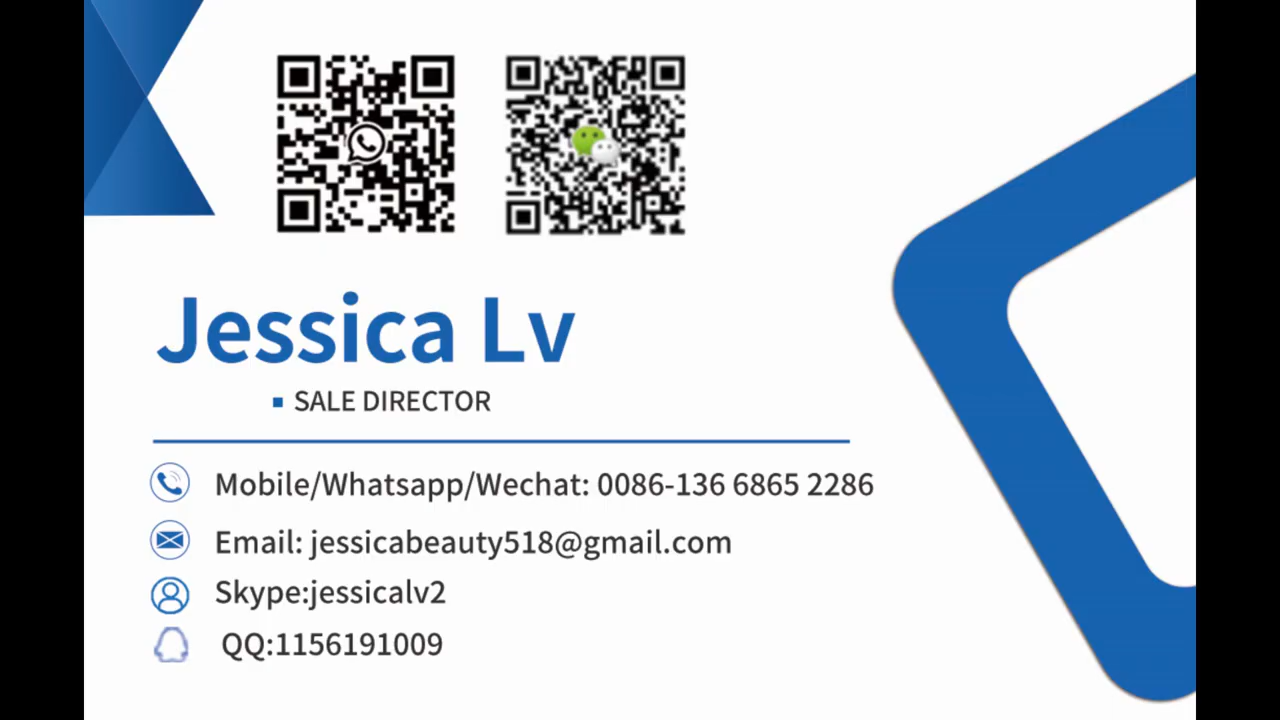 Jessica Lv
SALE DIRECTOR
Mobile/Whatsapp/Wechat: 0086-136 6865 2286
Email: jessicabeauty518@gmail.com
Skype:jessicalv2
QQ:1156191009